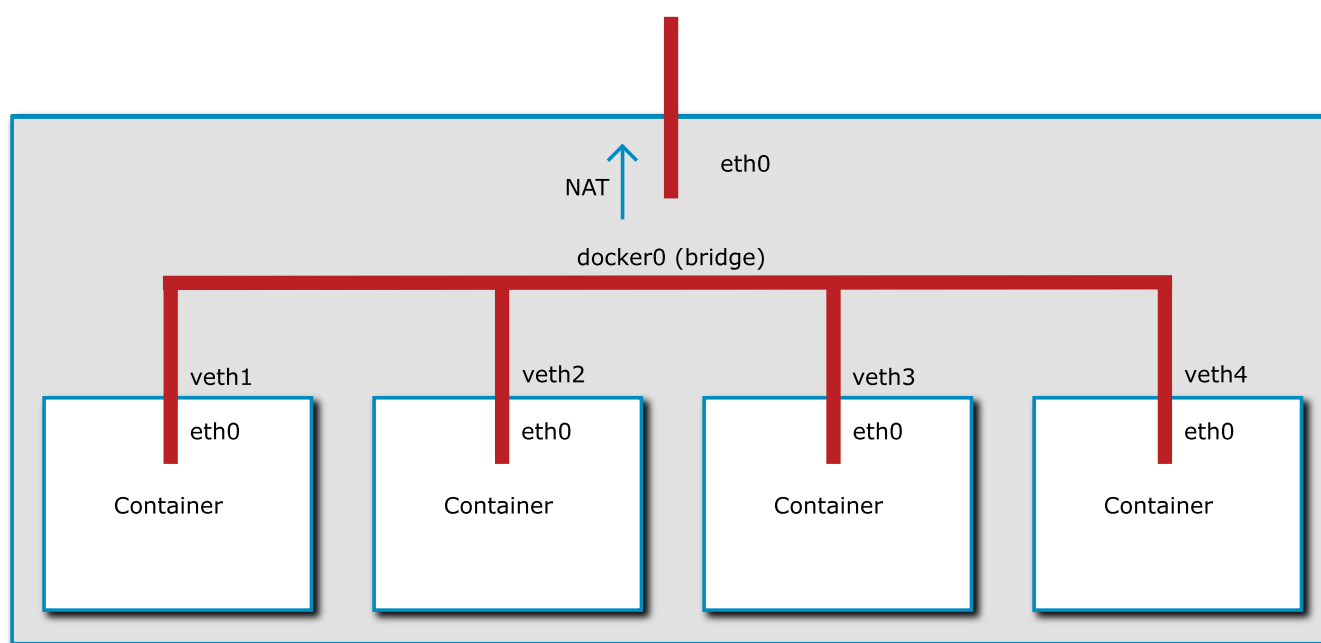 eth0
NAT
docker0 (bridge)
veth1
veth2
veth3
veth4
eth0
eth0
eth0
eth0
Container
Container
Container
Container